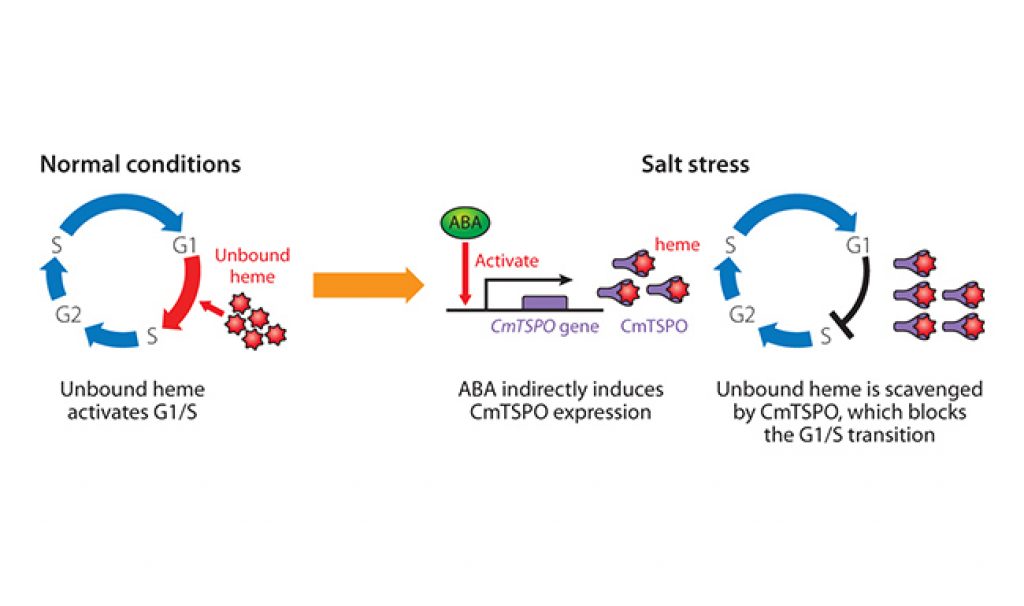 Normal conditions
S
G1
Unbound
heme
G2
S
Unbound heme
activates G1/S
Salt stress
ABA
Activate
heme
CmTSPO gene
CmTSPO
ABA indirectly induces
CmTSPO expression
S
G1
G2
S
Unbound heme is scavenged
by CmTSPO, which blocks
the G1/S transition